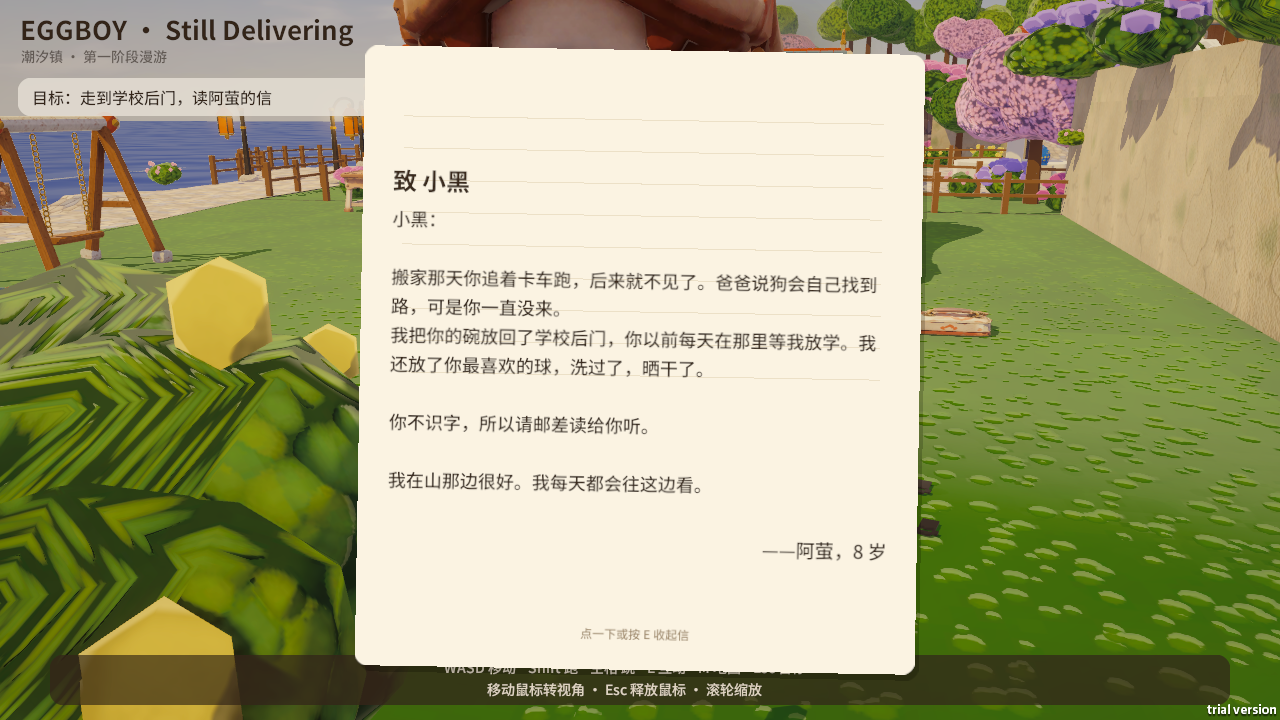 EGGBOY • Still Delivering
潮汐镇 • 第一阶段漫游
目标：走到学校后门，读阿萤的信
致 小黑
小黑：
搬家那天你追着卡车跑，后来就不见了。爸爸说狗会自己找到
路，可是你一直没来。
我把你的碗放回了学校后门，你以前每天在那里等我放学。我
还放了你最喜欢的球，洗过了，晒干了。
你不识字，所以请邮差读给你听。
我在山那边很好。我每天都会往这边看。
——阿萤，8 岁
点一下或按 E 收起信
移动鼠标转视角 • Esc 释放鼠标 • 滚轮缩放
trial version